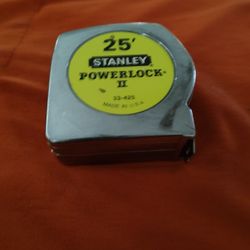 25'
STANLEY
POWERLOCK®
II
33-425
MADE IN U.S.A.